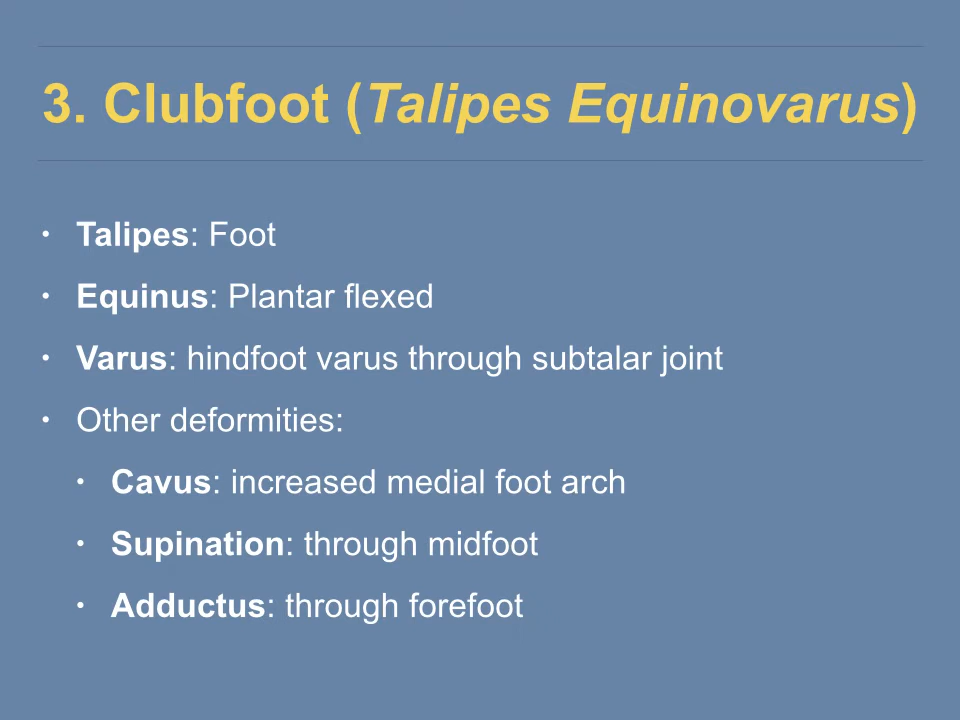 3. Clubfoot (Talipes Equinovarus)
• Talipes: Foot
• Equinus: Plantar flexed
• Varus: hindfoot varus through subtalar joint
• Other deformities:
• Cavus: increased medial foot arch
• Supination: through midfoot
• Adductus: through forefoot